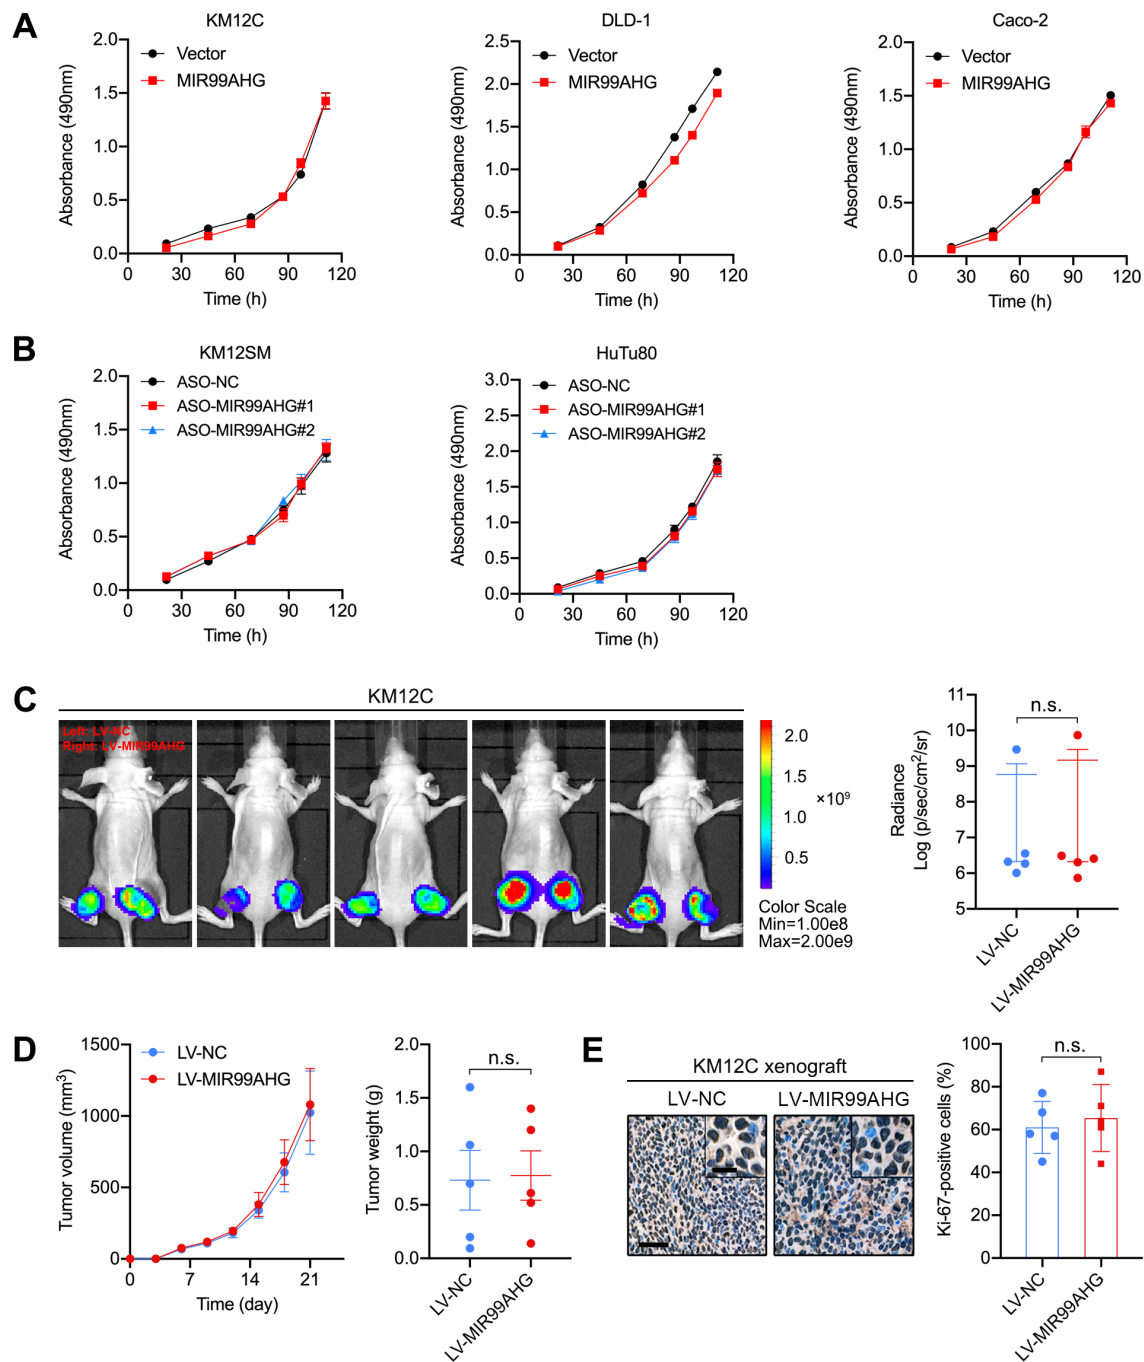 A
KM12C
2.0
1.5
1.0
0.5
0.0
Absorbance (490nm)
Vector
MIR99AHG
0 30 60 90 120
Time (h)
DLD-1
2.5
2.0
1.5
1.0
0.5
0.0
Absorbance (490nm)
Vector
MIR99AHG
0 30 60 90 120
Time (h)
Caco-2
2.0
1.5
1.0
0.5
0.0
Absorbance (490nm)
Vector
MIR99AHG
0 30 60 90 120
Time (h)
B
KM12SM
2.0
1.5
1.0
0.5
0.0
Absorbance (490nm)
ASO-NC
ASO-MIR99AHG#1
ASO-MIR99AHG#2
0 30 60 90 120
Time (h)
HuTu80
3.0
2.5
2.0
1.5
1.0
0.5
0.0
Absorbance (490nm)
ASO-NC
ASO-MIR99AHG#1
ASO-MIR99AHG#2
0 30 60 90 120
Time (h)
C
KM12C
Left: LV-NC
Right: LV-MIR99AHG
2.0
1.5
×10⁹
1.0
0.5
Color Scale
Min=1.00e8
Max=2.00e9
11
10
9
8
7
6
5
Radiance
Log (p/sec/cm²/sr)
n.s.
LV-NC
LV-MIR99AHG
D
1500
1000
500
0
Tumor volume (mm³)
LV-NC
LV-MIR99AHG
0 7 14 21
Time (day)
2.0
1.5
1.0
0.5
0.0
Tumor weight (g)
n.s.
LV-NC
LV-MIR99AHG
E
KM12C xenograft
LV-NC LV-MIR99AHG
100
80
60
40
20
0
Ki-67-positive cells (%)
n.s.
LV-NC
LV-MIR99AHG